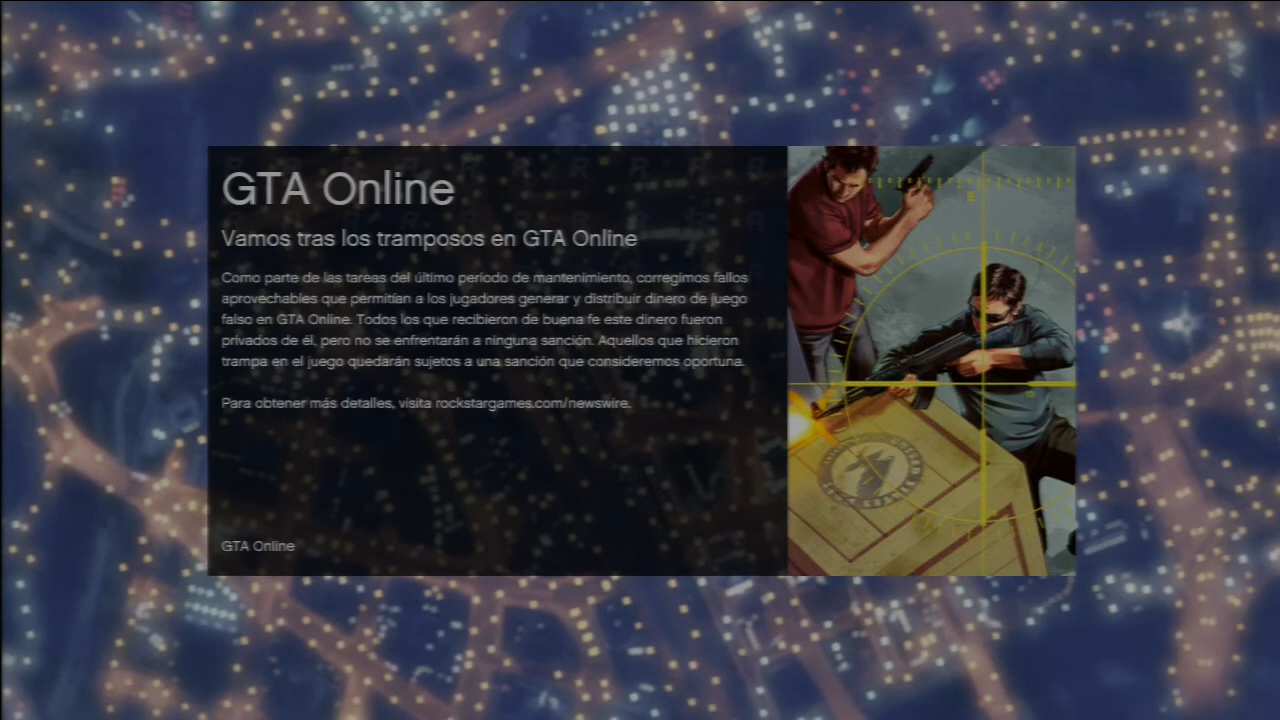 GTA Online
Vamos tras los tramposos en GTA Online
Como parte de las tareas del último período de mantenimiento, corregimos fallos
aprovechables que permitían a los jugadores generar y distribuir dinero de juego
falso en GTA Online. Todos los que recibieron de buena fe este dinero fueron
privados de él, pero no se enfrentarán a ninguna sanción. Aquellos que hicieron
trampa en el juego quedarán sujetos a una sanción que consideremos oportuna.
Para obtener más detalles, visita rockstargames.com/newswire.
GTA Online